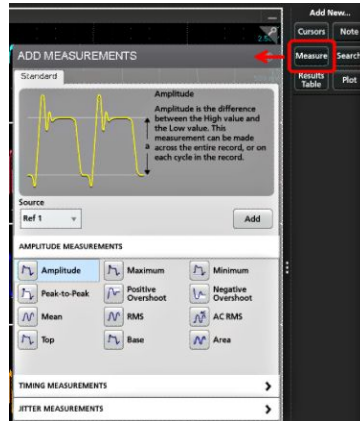 Add New...
Cursors Note
ADD MEASUREMENTS
Measure Search
Results Table Plot
Standard
Amplitude
Amplitude is the difference
between the High value and
the Low value. This
measurement can be made
across the entire record, or on
each cycle in the record.
a
Source
Ref 1
Add
AMPLITUDE MEASUREMENTS
Amplitude Maximum Minimum
Peak-to-Peak Positive Overshoot Negative Overshoot
Mean RMS AC RMS
Top Base Area
TIMING MEASUREMENTS
JITTER MEASUREMENTS